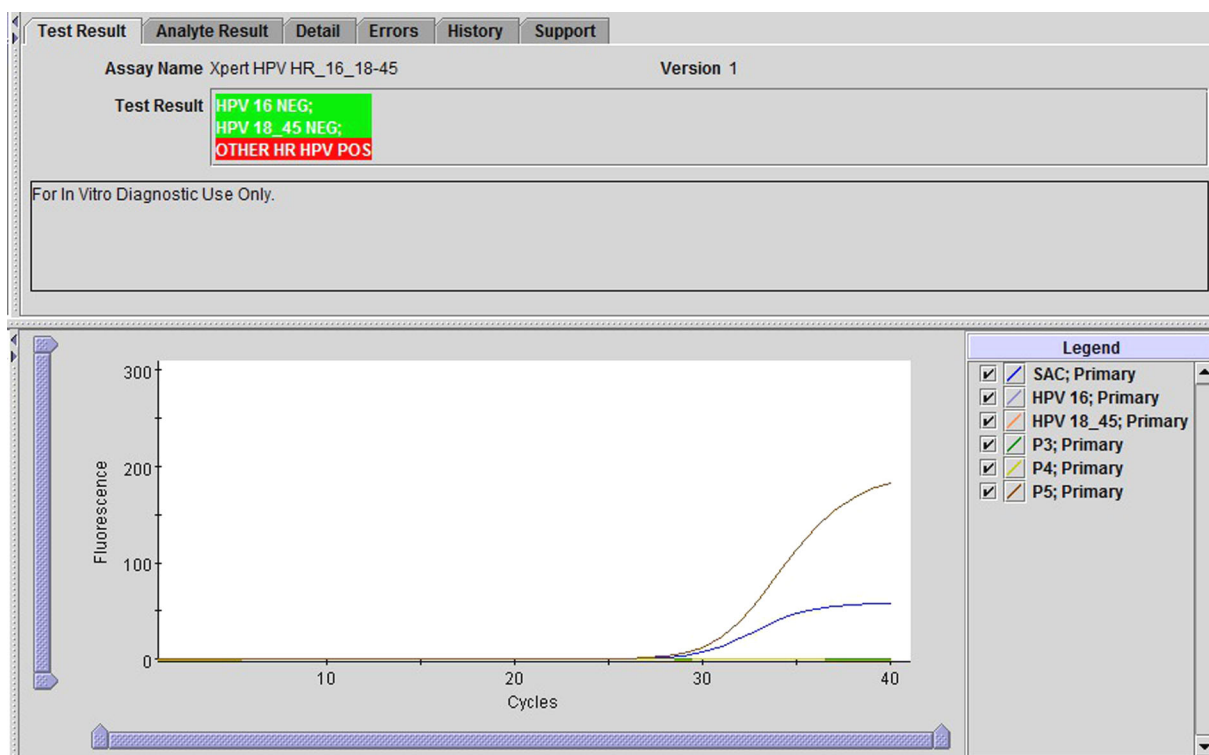 Test Result Analyte Result Detail Errors History Support
Assay Name Xpert HPV HR_16_18-45 Version 1
Test Result HPV 16 NEG;
HPV 18_45 NEG;
OTHER HR HPV POS
For In Vitro Diagnostic Use Only.
Legend
SAC; Primary
HPV 16; Primary
HPV 18_45; Primary
P3; Primary
P4; Primary
P5; Primary
300
200
100
0
Fluorescence
10 20 30 40
Cycles